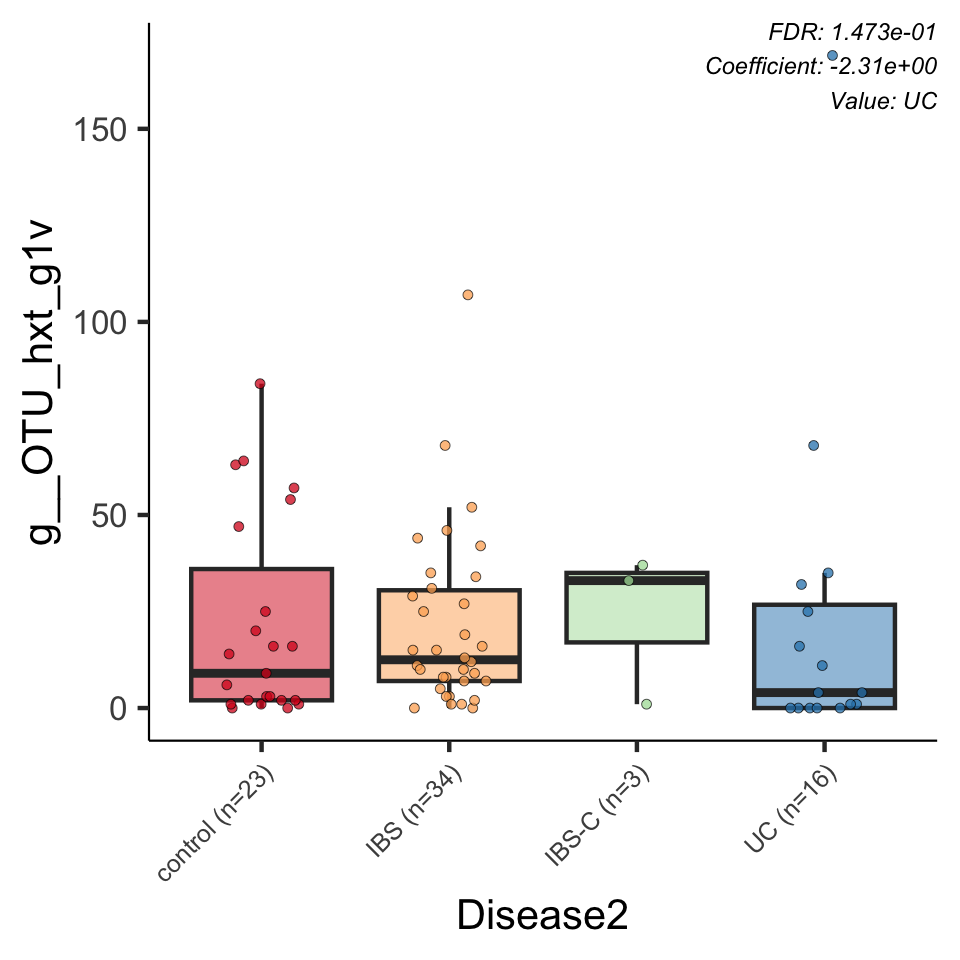 FDR: 1.473e-01
Coefficient: -2.31e+00
Value: UC
g__OTU_hxt_g1v
150
100
50
0
control (n=23)
IBS (n=34)
IBS-C (n=3)
UC (n=16)
Disease2